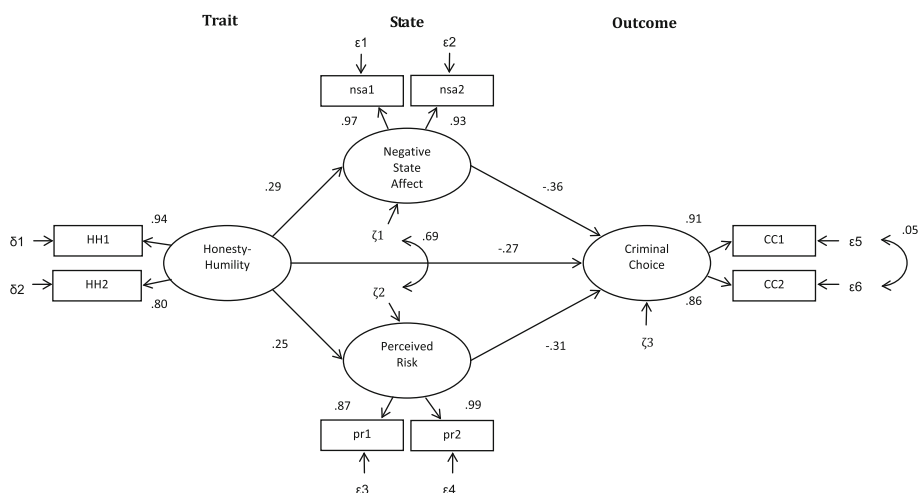 Trait
State
Outcome
ε1
ε2
nsa1
nsa2
.97
.93
Negative
State
Affect
.29
-.36
δ1
HH1
.94
ζ1
.69
-.27
.91
CC1
ε5
.05
Honesty-
Humility
Criminal
Choice
δ2
HH2
.80
ζ2
.86
CC2
ε6
.25
Perceived
Risk
-.31
ζ3
.87
.99
pr1
pr2
ε3
ε4